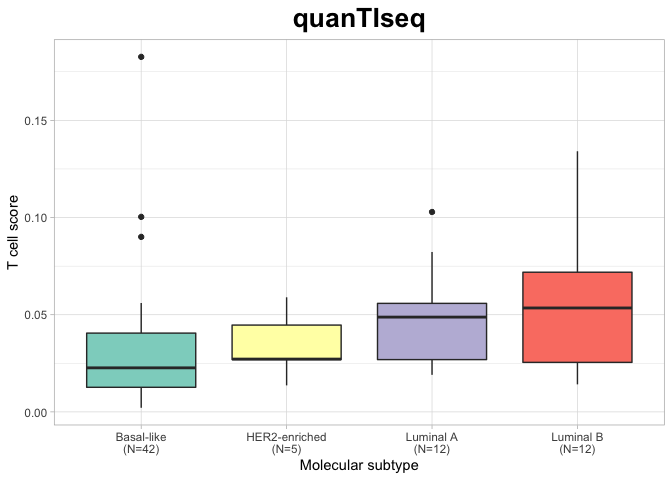 quanTIseq
T cell score
0.15
0.10
0.05
0.00
Basal-like
(N=42)
HER2-enriched
(N=5)
Luminal A
(N=12)
Luminal B
(N=12)
Molecular subtype